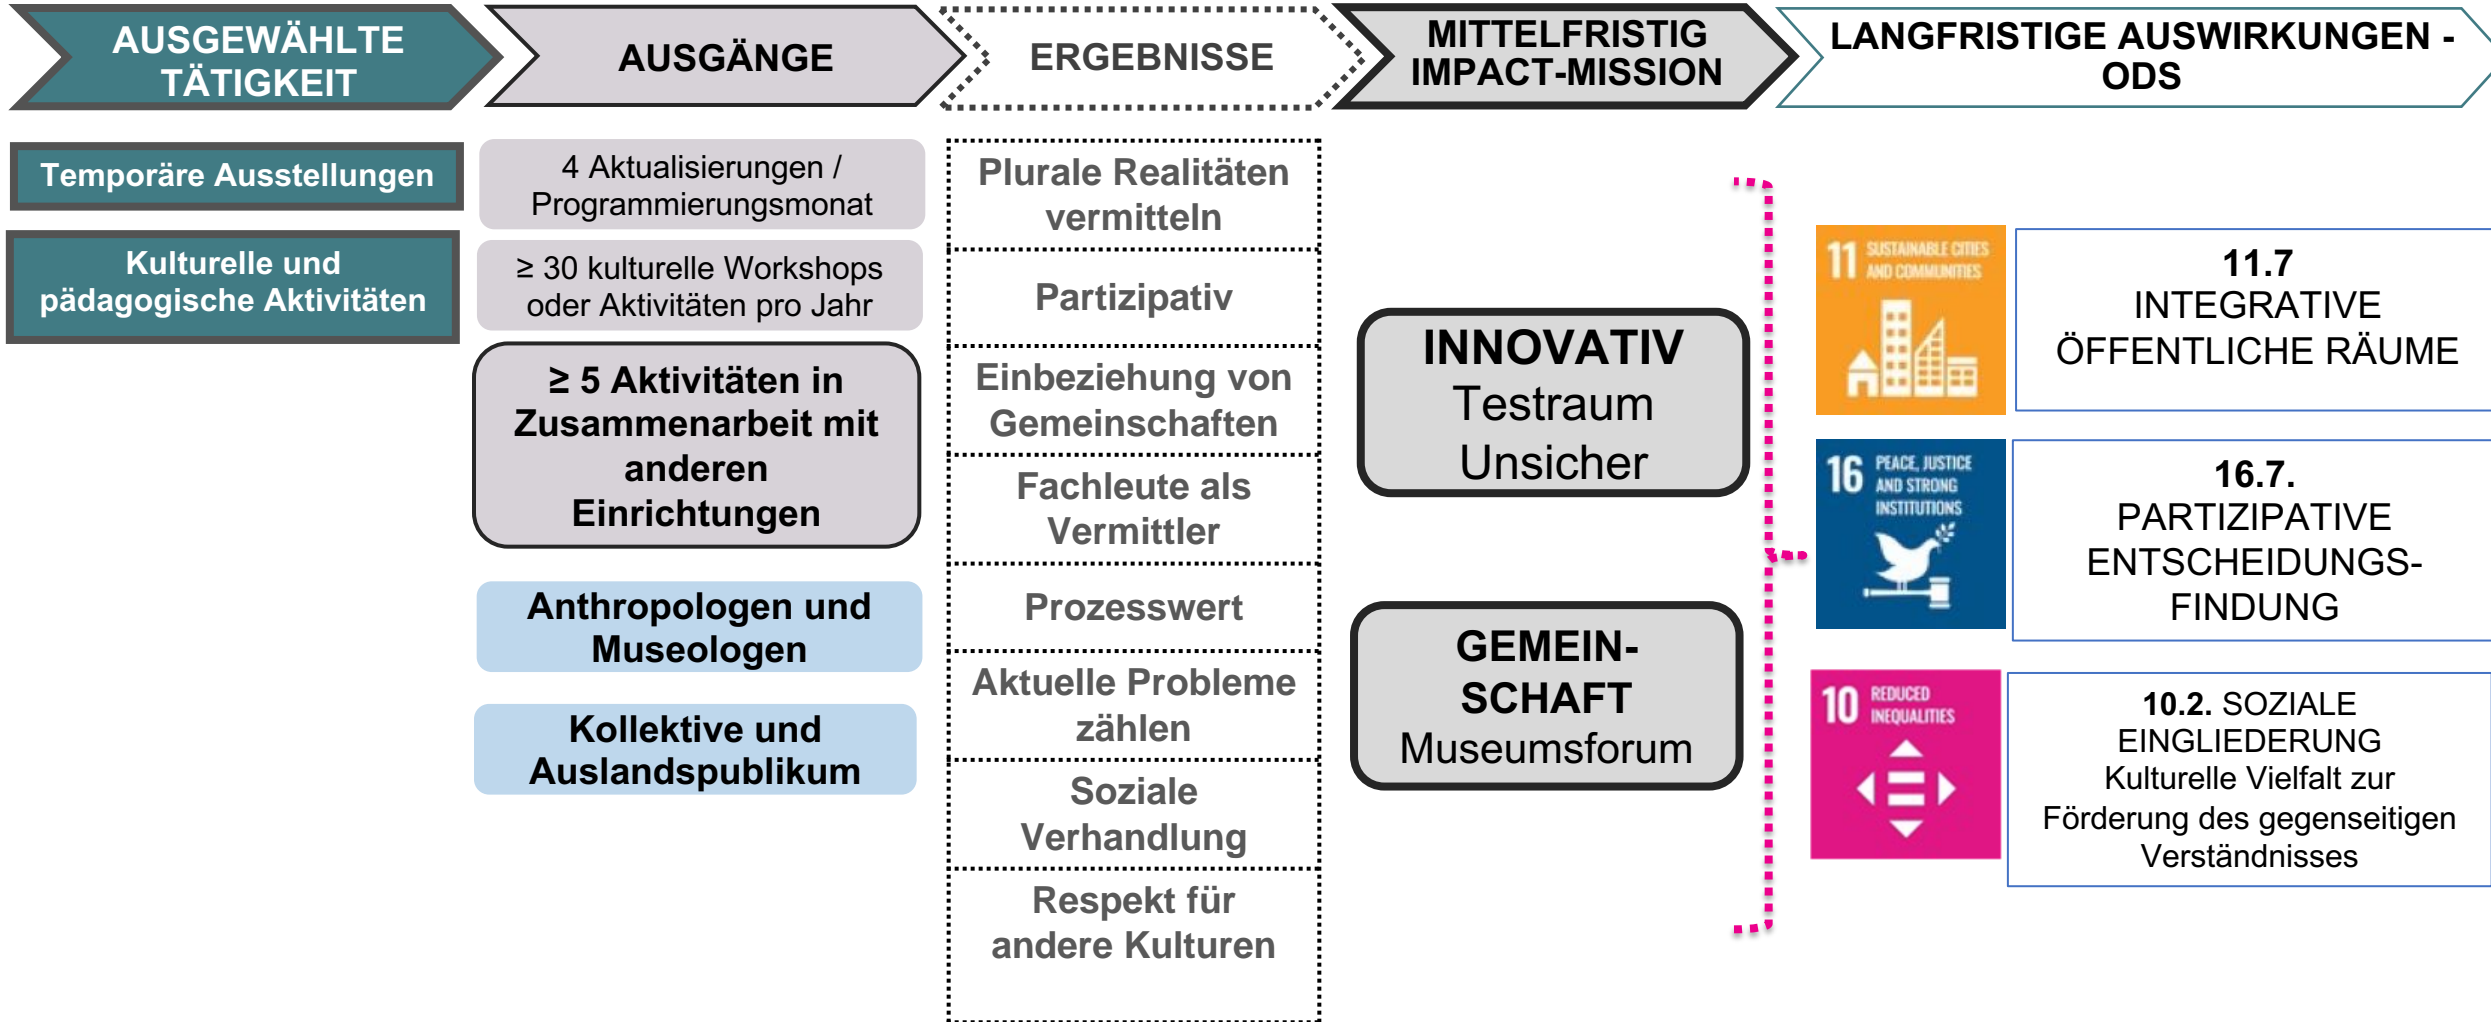 AUSGEWÄHLTE
TÄTIGKEIT
AUSGÄNGE
ERGEBNISSE
MITTELFRISTIG
IMPACT-MISSION
LANGFRISTIGE AUSWIRKUNGEN -
ODS
Temporäre Ausstellungen
Kulturelle und
pädagogische Aktivitäten
4 Aktualisierungen /
Programmierungsmonat
≥ 30 kulturelle Workshops
oder Aktivitäten pro Jahr
≥ 5 Aktivitäten in
Zusammenarbeit mit
anderen
Einrichtungen
Anthropologen und
Museologen
Kollektive und
Auslandspublikum
Plurale Realitäten
vermitteln
Partizipativ
Einbeziehung von
Gemeinschaften
Fachleute als
Vermittler
Prozesswert
Aktuelle Probleme
zählen
Soziale
Verhandlung
Respekt für
andere Kulturen
INNOVATIV
Testraum
Unsicher
GEMEIN-
SCHAFT
Museumsforum
11 SUSTAINABLE CITIES
AND COMMUNITIES
11.7
INTEGRATIVE
ÖFFENTLICHE RÄUME
16 PEACE, JUSTICE
AND STRONG
INSTITUTIONS
16.7.
PARTIZIPATIVE
ENTSCHEIDUNGS-
FINDUNG
10 REDUCED
INEQUALITIES
10.2. SOZIALE
EINGLIEDERUNG
Kulturelle Vielfalt zur
Förderung des gegenseitigen
Verständnisses